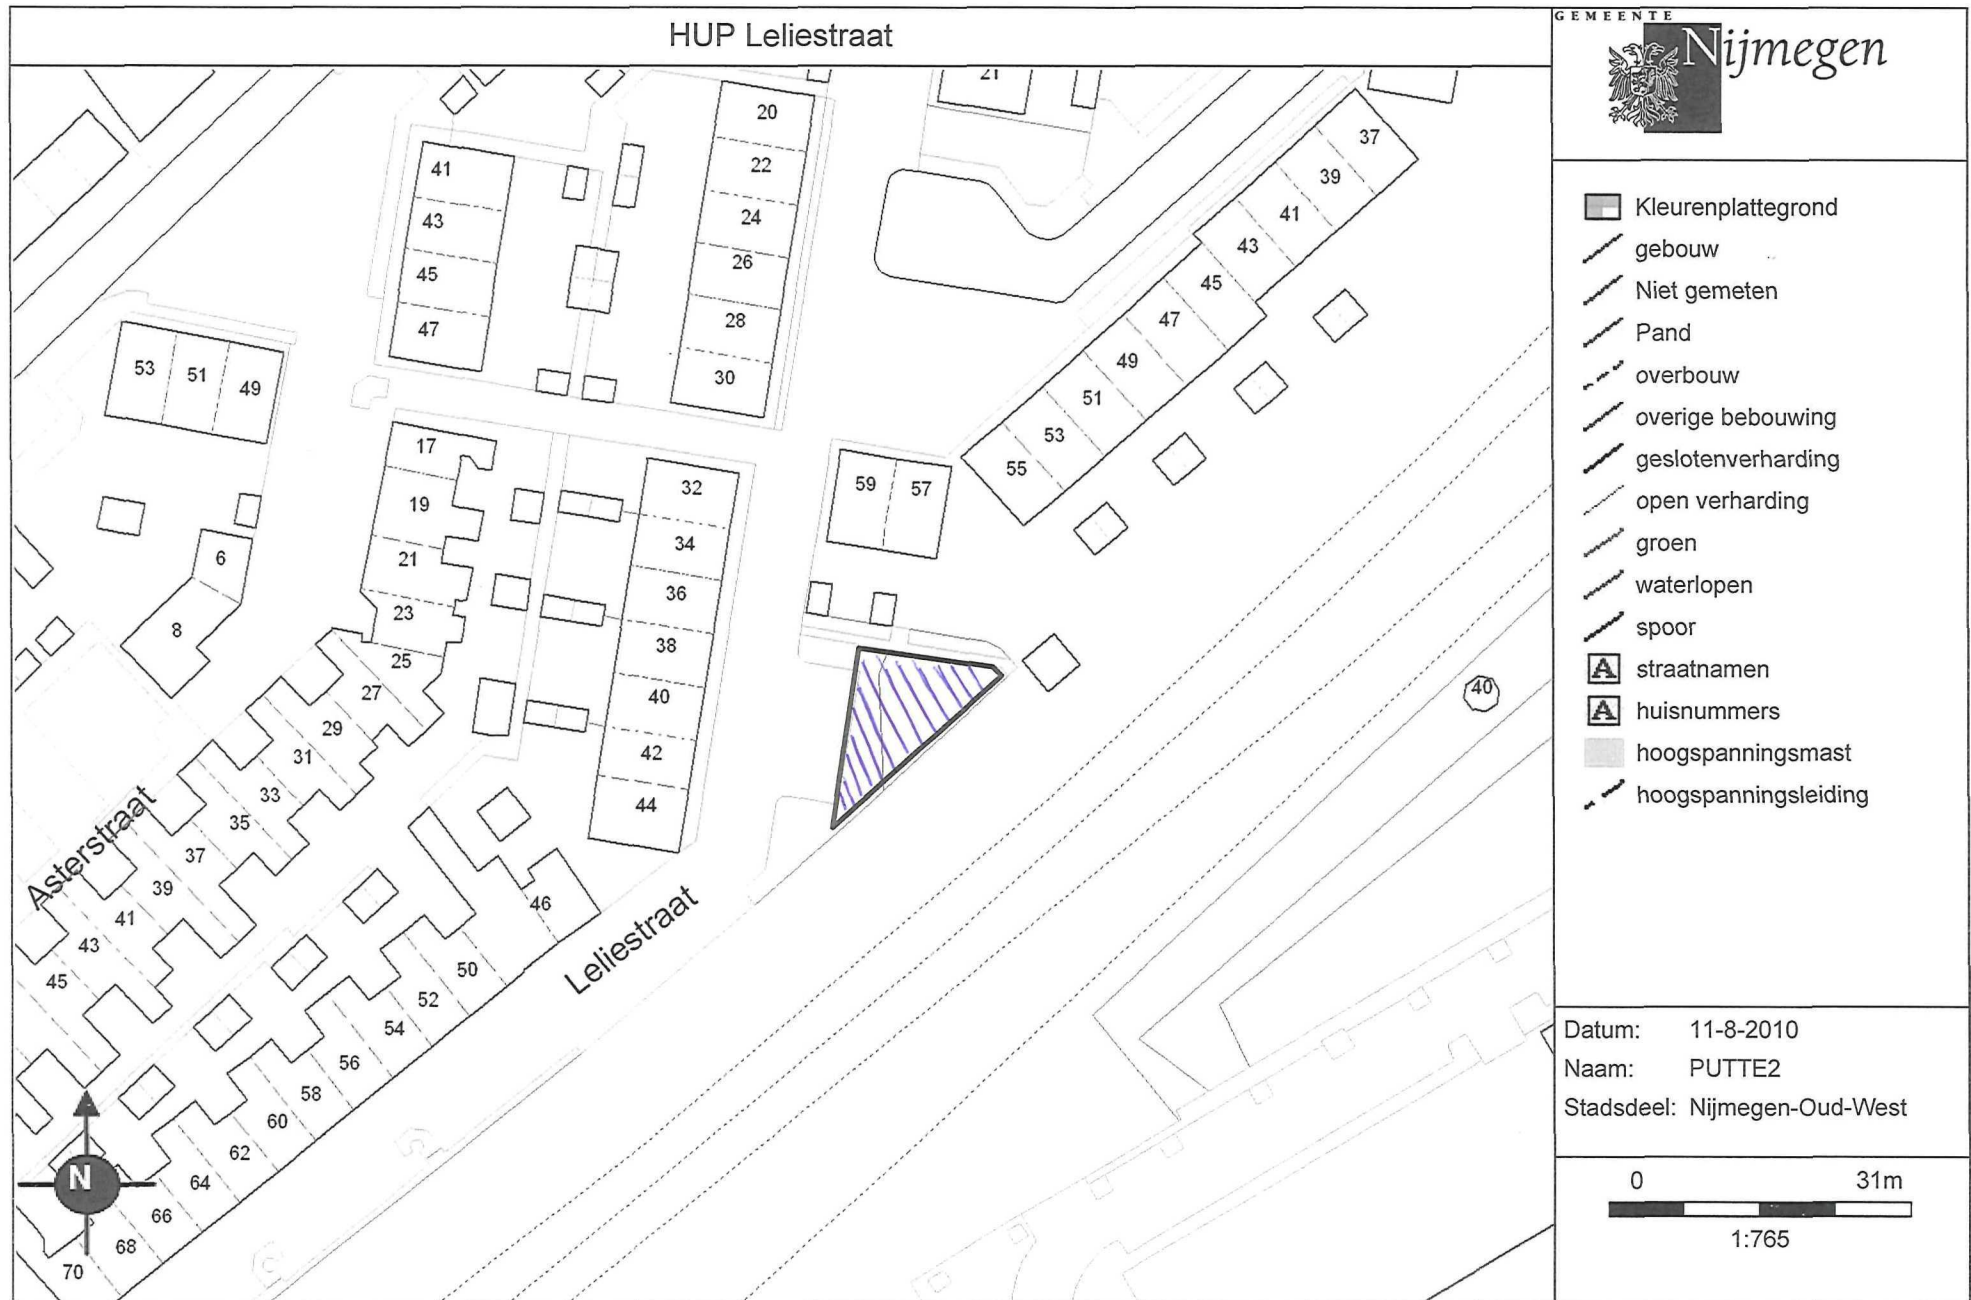 HUP Leliestraat
GEMEENTE
Nijmegen
Kleurenplattegrond
gebouw
Niet gemeten
Pand
overbouw
overige bebouwing
geslotenverharding
open verharding
groen
waterlopen
spoor
A straatnamen
A huisnummers
hoogspanningsmast
hoogspanningsleiding
Datum: 11-8-2010
Naam: PUTTE2
Stadsdeel: Nijmegen-Oud-West
0 31m
1:765
20
22
24
26
28
30
21
41
43
45
47
37
39
41
43
45
47
49
51
53
55
53
51
49
17
19
21
23
25
27
29
31
33
35
37
39
41
43
45
32
34
36
38
40
42
44
59
57
6
8
40
46
50
52
54
56
58
60
62
64
66
68
70
Asterstraat
Leliestraat
N